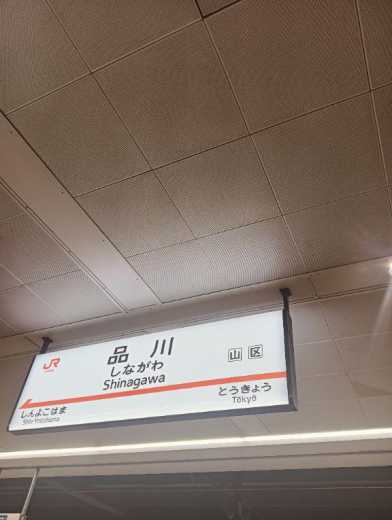 JR
品川
しながわ
Shinagawa
山区
しんよこはま
Shin-Yokohama
とうきょう
Tōkyō